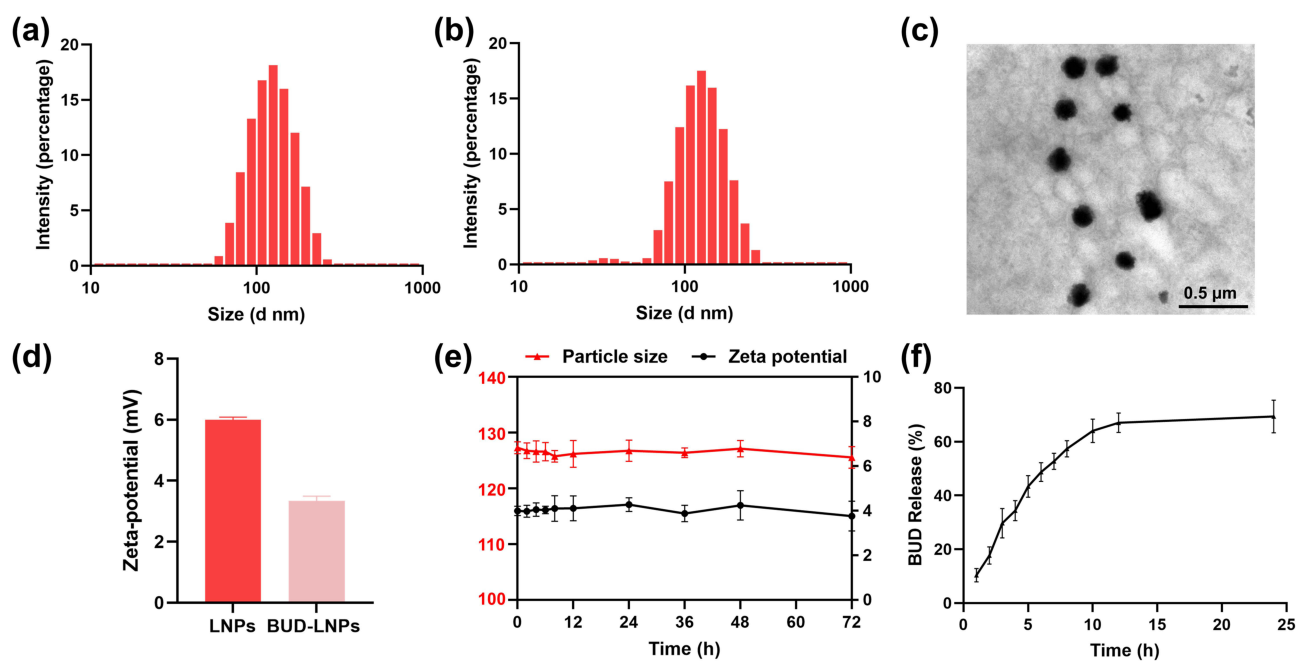 (a)
20
15
10
5
0
Intensity (percentage)
10
100
1000
Size (d nm)
(b)
20
15
10
5
0
Intensity (percentage)
10
100
1000
Size (d nm)
(c)
0.5 μm
(d)
8
6
4
2
0
Zeta-potential (mV)
LNPs
BUD-LNPs
(e)
Particle size
Zeta potential
140
130
116
114
100
10
8
6
4
2
0
0
12
24
36
48
60
72
Time (h)
(f)
80
60
40
20
0
BUD Release (%)
0
5
10
15
20
25
Time (h)